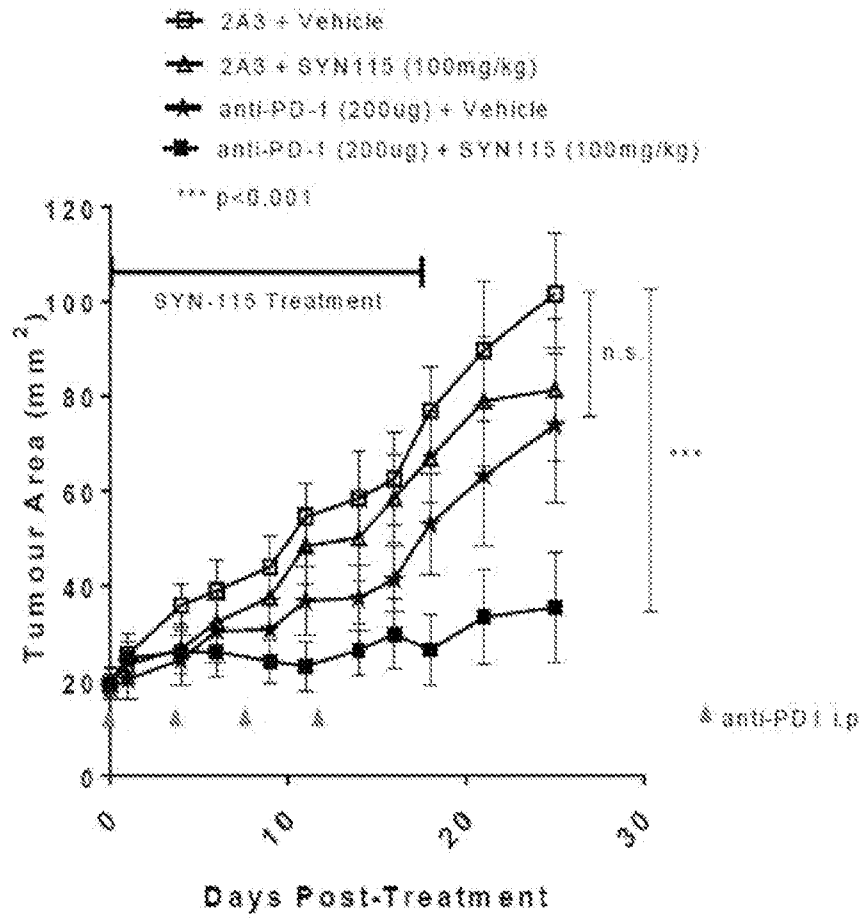 2A3 + Vehicle
2A3 + SYN115 (100mg/kg)
anti-PD-1 (200ug) + Vehicle
anti-PD-1 (200ug) + SYN115 (100mg/kg)
*** p<0.001
120
100
80
60
40
20
0
Tumour Area (mm²)
SYN-115 Treatment
n.s.
***
anti-PD1 i.p
0
10
20
30
Days Post-Treatment